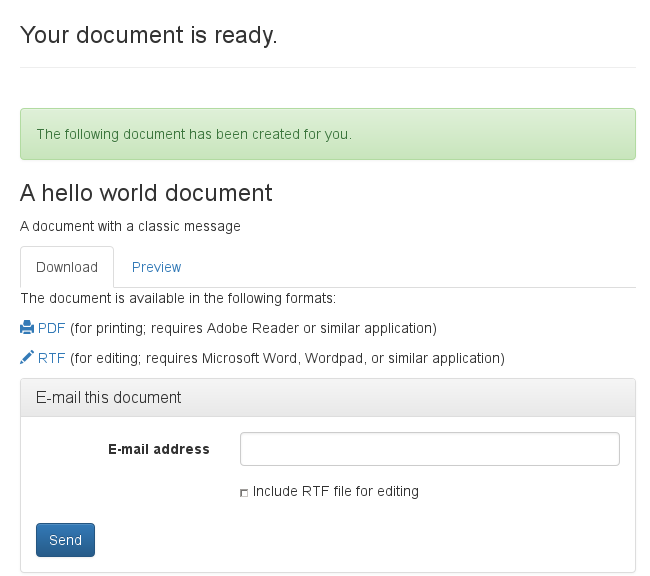 Your document is ready.
The following document has been created for you.
A hello world document
A document with a classic message
Download Preview
The document is available in the following formats:
PDF (for printing; requires Adobe Reader or similar application)
RTF (for editing; requires Microsoft Word, Wordpad, or similar application)
E-mail this document
E-mail address
Include RTF file for editing
Send